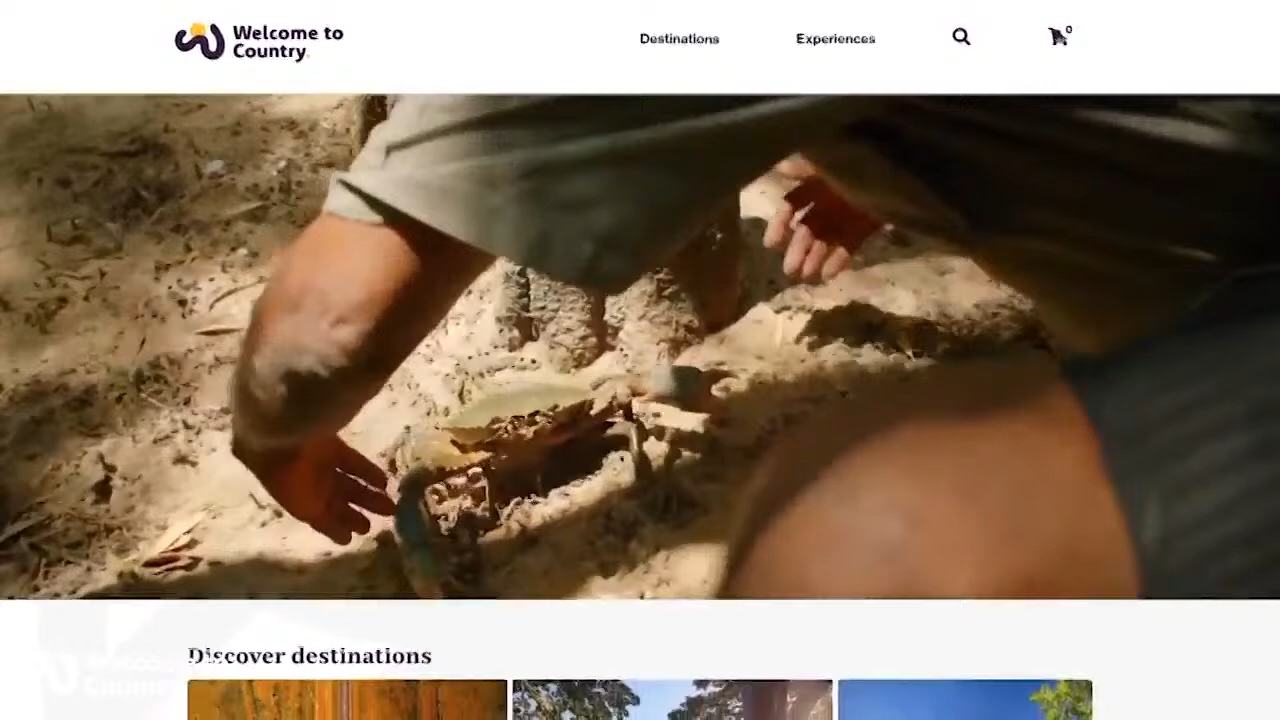 Welcome to
Country.
Destinations
Experiences
0
Discover destinations